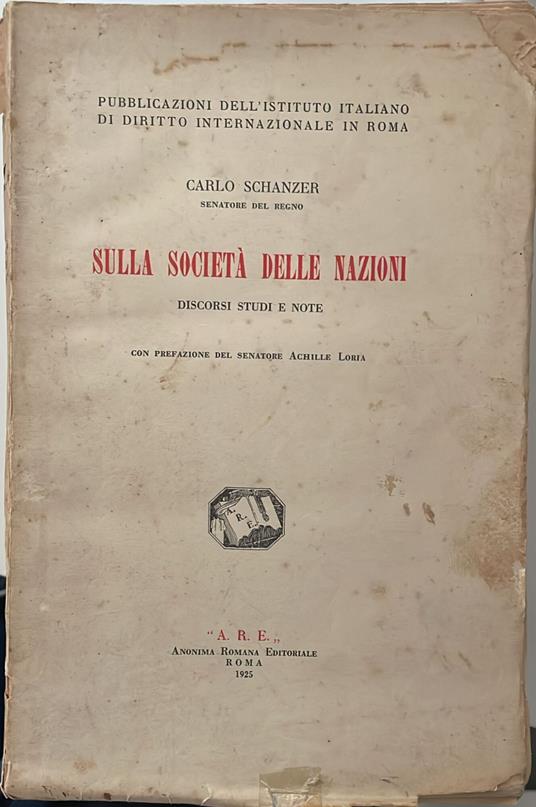 PUBBLICAZIONI DELL'ISTITUTO ITALIANO
DI DIRITTO INTERNAZIONALE IN ROMA
CARLO SCHANZER
SENATORE DEL REGNO
SULLA SOCIETÀ DELLE NAZIONI
DISCORSI STUDI E NOTE
CON PREFAZIONE DEL SENATORE ACHILLE LORIA
A.
R.
E.
"A. R. E.„
ANONIMA ROMANA EDITORIALE
ROMA
1925